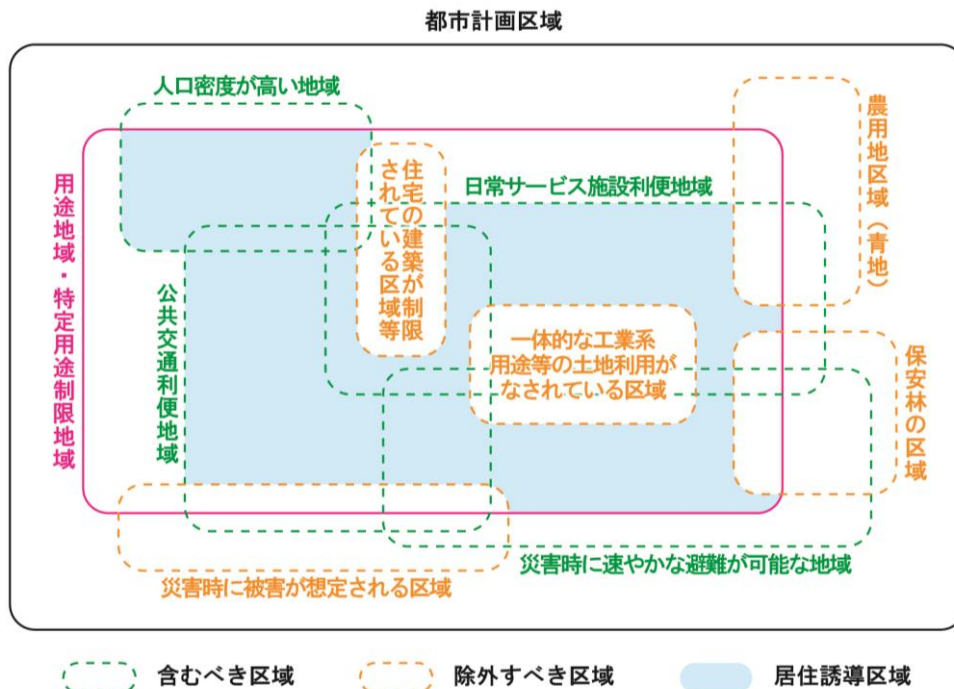 都市計画区域
人口密度が高い地域
農用地区域（青地）
住宅の建築が制限
されている区域等
日常サービス施設利便地域
用途地域・特定用途制限地域
公共交通利便地域
一体的な工業系
用途等の土地利用が
なされている区域
保安林の区域
災害時に速やかな避難が可能な地域
災害時に被害が想定される区域
含むべき区域
除外すべき区域
居住誘導区域